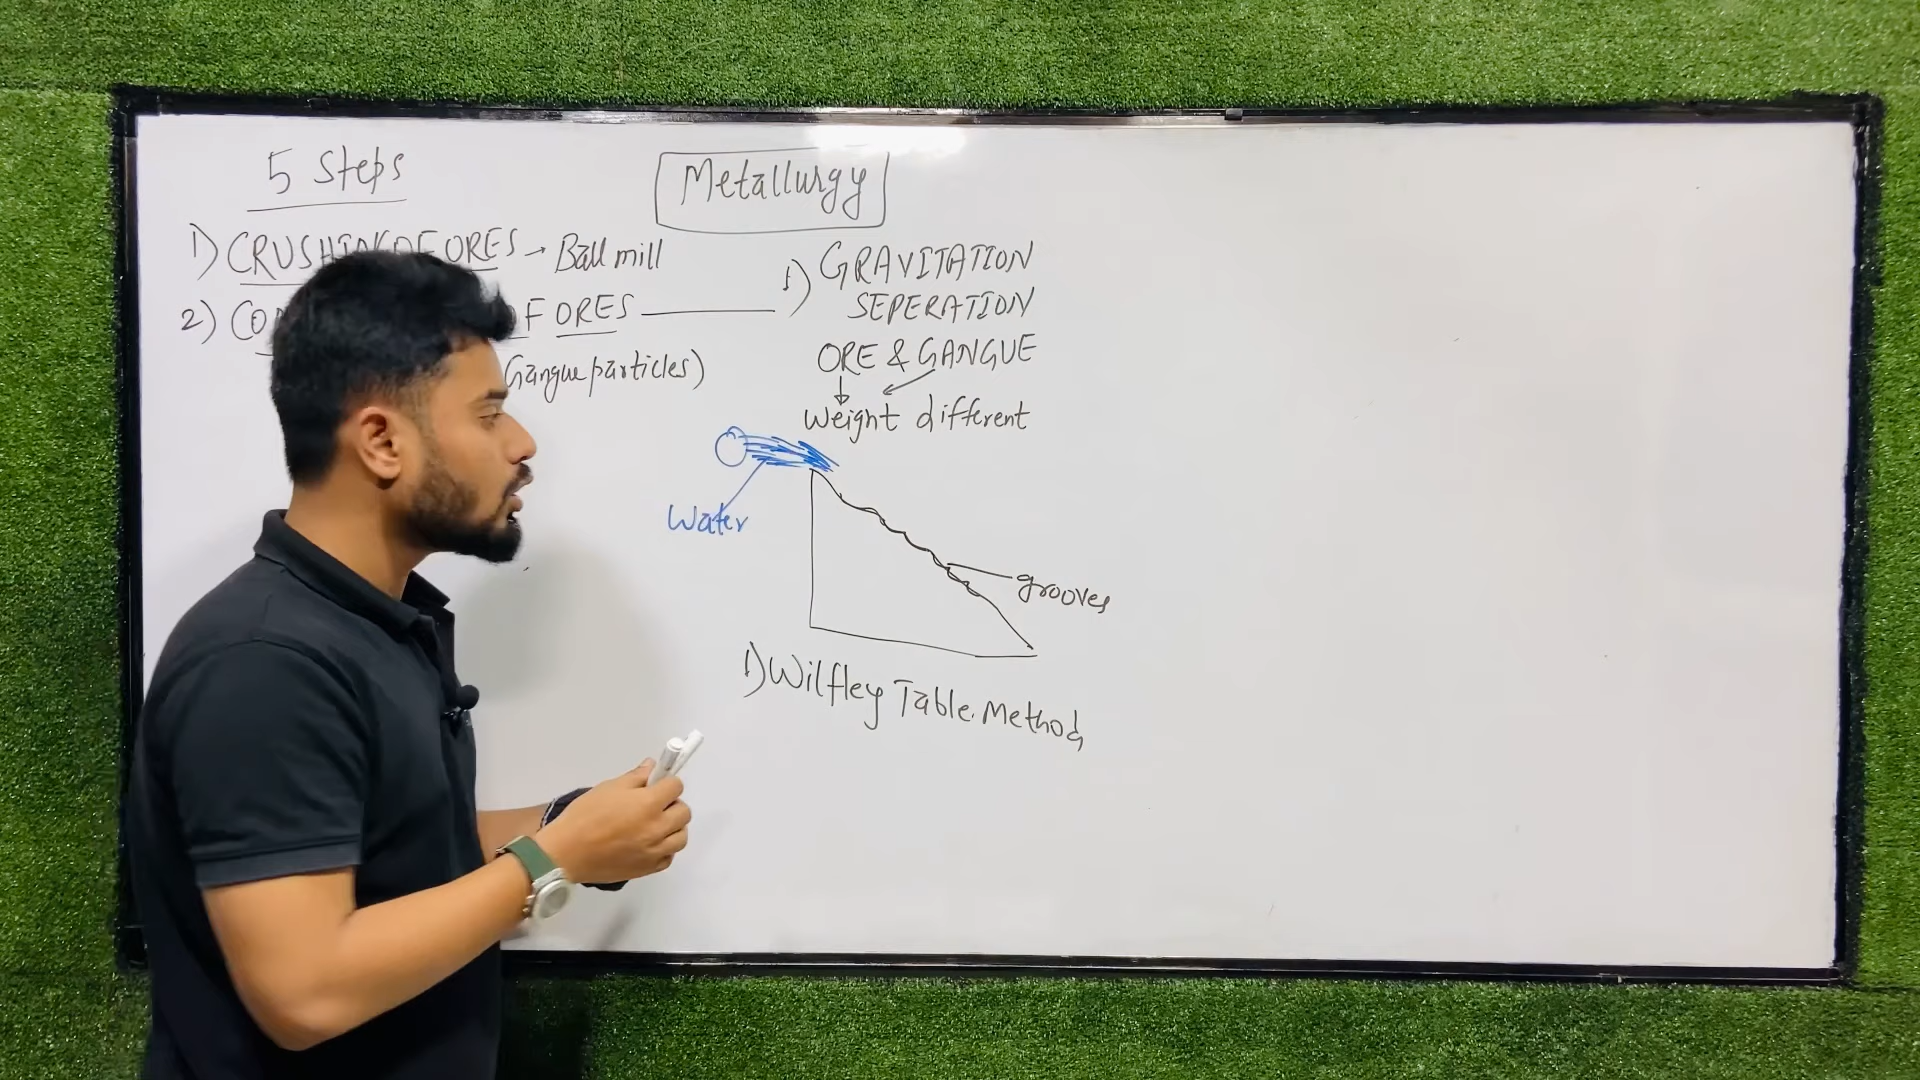 5 Steps
Metallurgy
1) CRUSHING OF ORES → Ball mill
2) OF ORES
Gangue particles)
1) GRAVITATION
SEPERATION
ORE & GANGUE
Weight different
Water
grooves
1) Wilfley Table Method